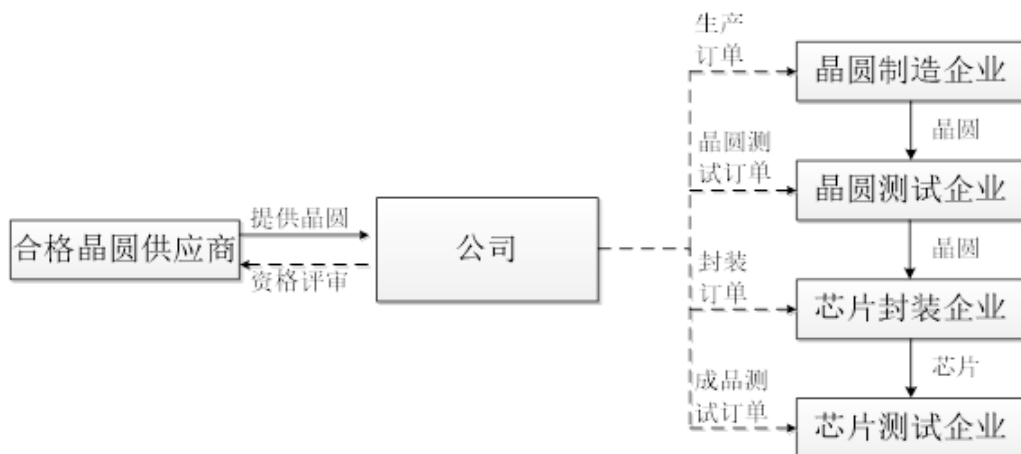 生产
订单
晶圆制造企业
晶圆
晶圆测
试订单
晶圆测试企业
提供晶圆
合格晶圆供应商
公司
资格评审
晶圆
封装
订单
芯片封装企业
芯片
成品测
试订单
芯片测试企业